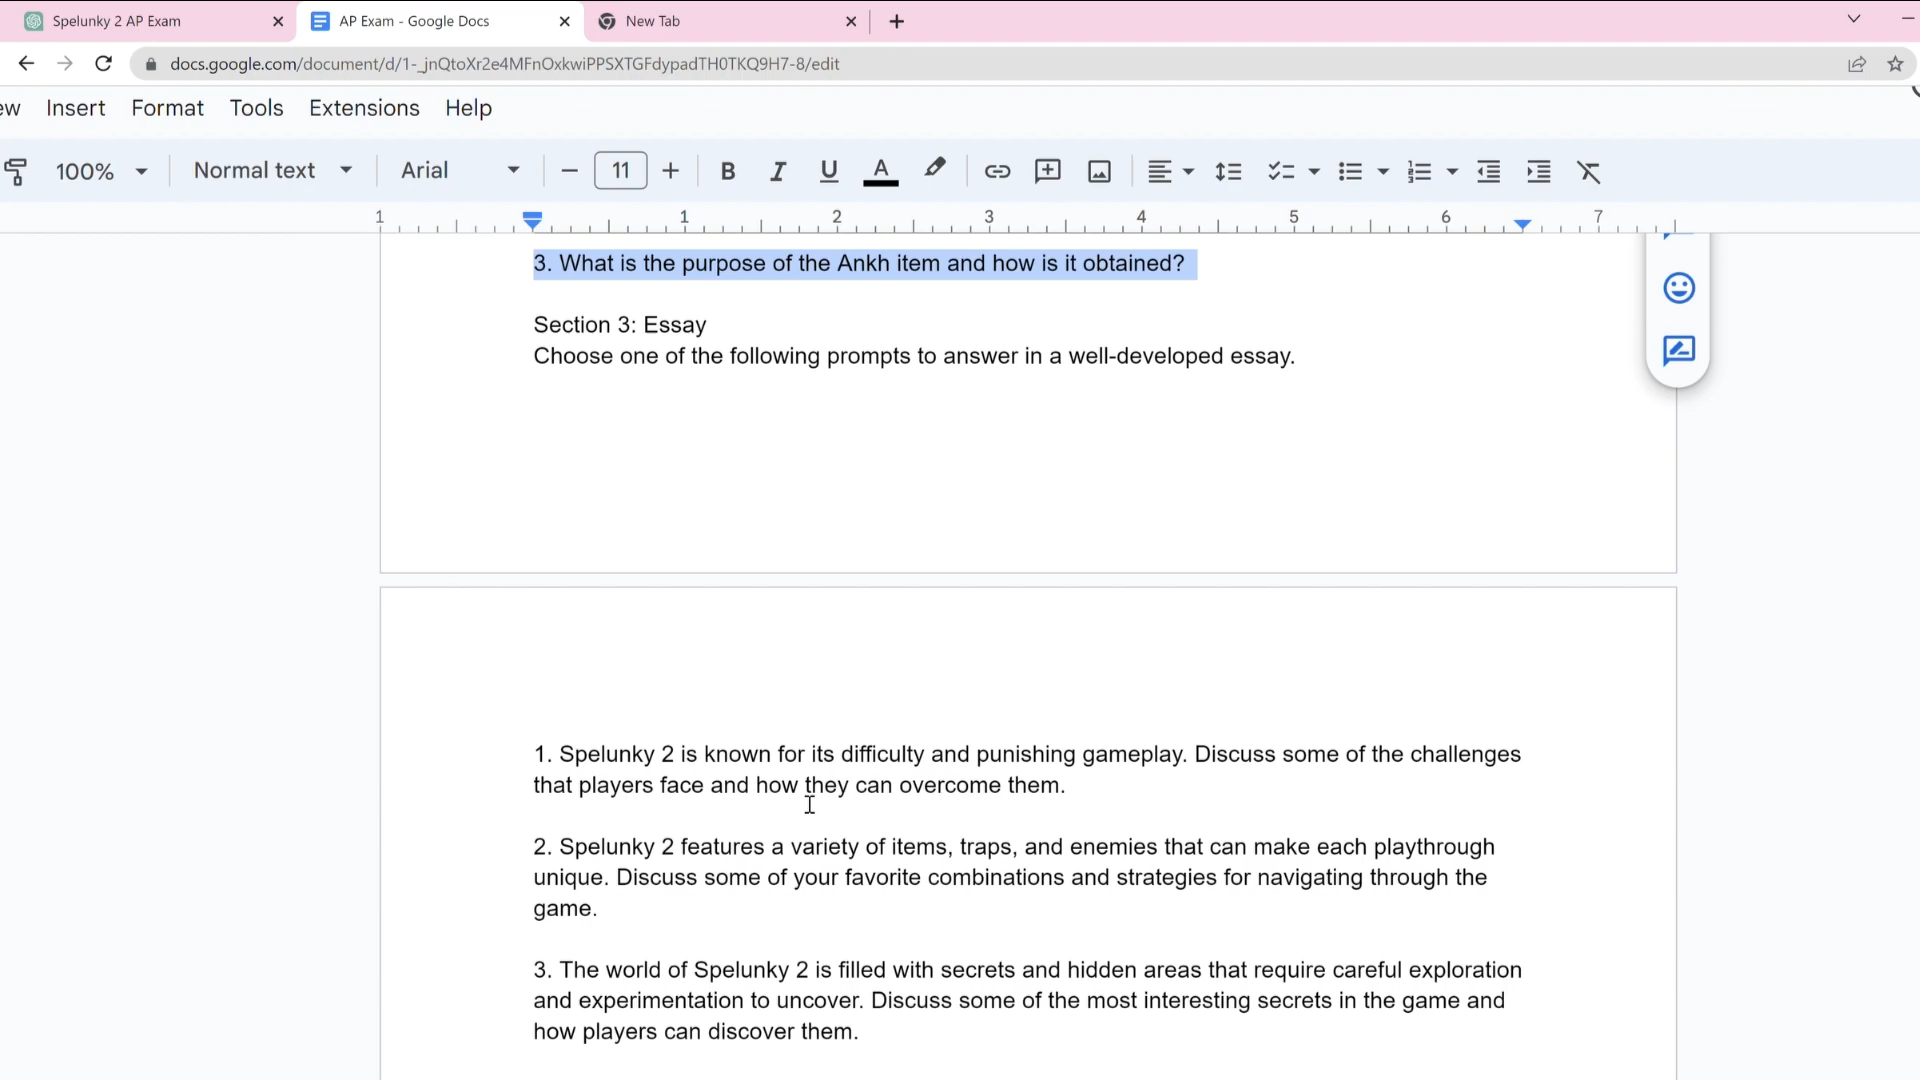 Spelunky 2 AP Exam
AP Exam - Google Docs
New Tab
docs.google.com/document/d/1-_jnQtoXr2e4MFnOxkwiPPSXTGFdypadTH0TKQ9H7-8/edit
ew Insert Format Tools Extensions Help
100% Normal text Arial 11 B I U A
1 1 2 3 4 5 6 7
3. What is the purpose of the Ankh item and how is it obtained?
Section 3: Essay
Choose one of the following prompts to answer in a well-developed essay.
1. Spelunky 2 is known for its difficulty and punishing gameplay. Discuss some of the challenges
that players face and how they can overcome them.
2. Spelunky 2 features a variety of items, traps, and enemies that can make each playthrough
unique. Discuss some of your favorite combinations and strategies for navigating through the
game.
3. The world of Spelunky 2 is filled with secrets and hidden areas that require careful exploration
and experimentation to uncover. Discuss some of the most interesting secrets in the game and
how players can discover them.